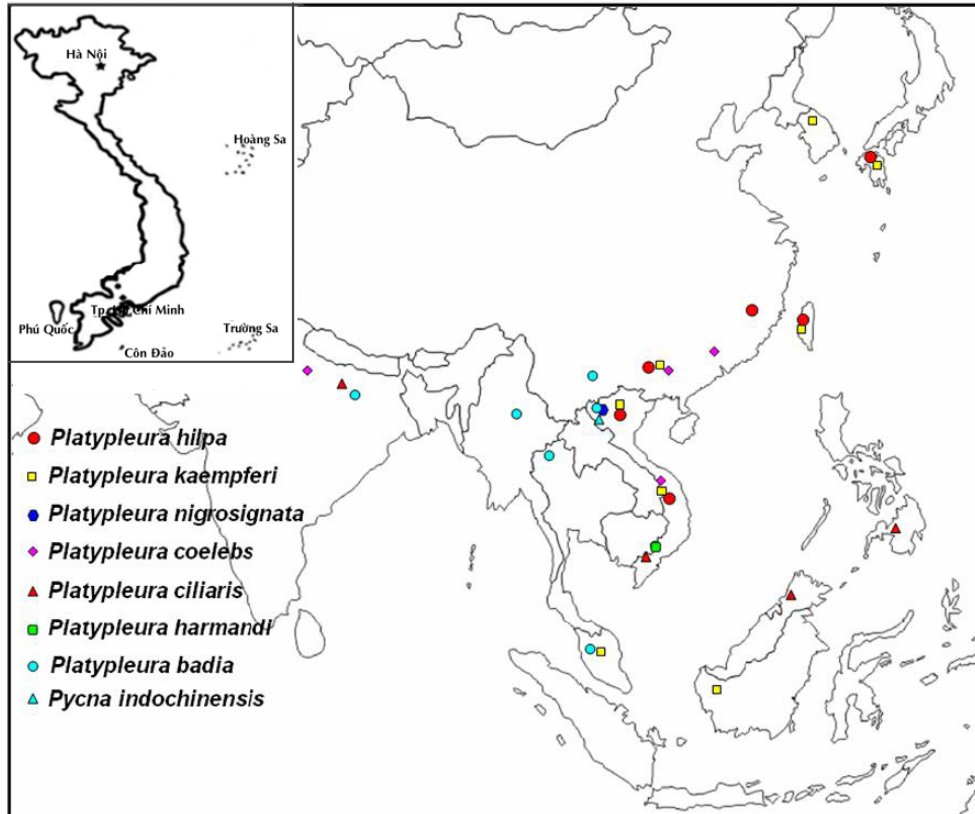 Hà Nội
Hoàng Sa
Tp. Hồ Chí Minh
Phú Quốc
Trường Sa
Côn Đảo
Platypleura hilpa
Platypleura kaempferi
Platypleura nigrosignata
Platypleura coelebs
Platypleura ciliaris
Platypleura harmandi
Platypleura badia
Pycna indochinensis